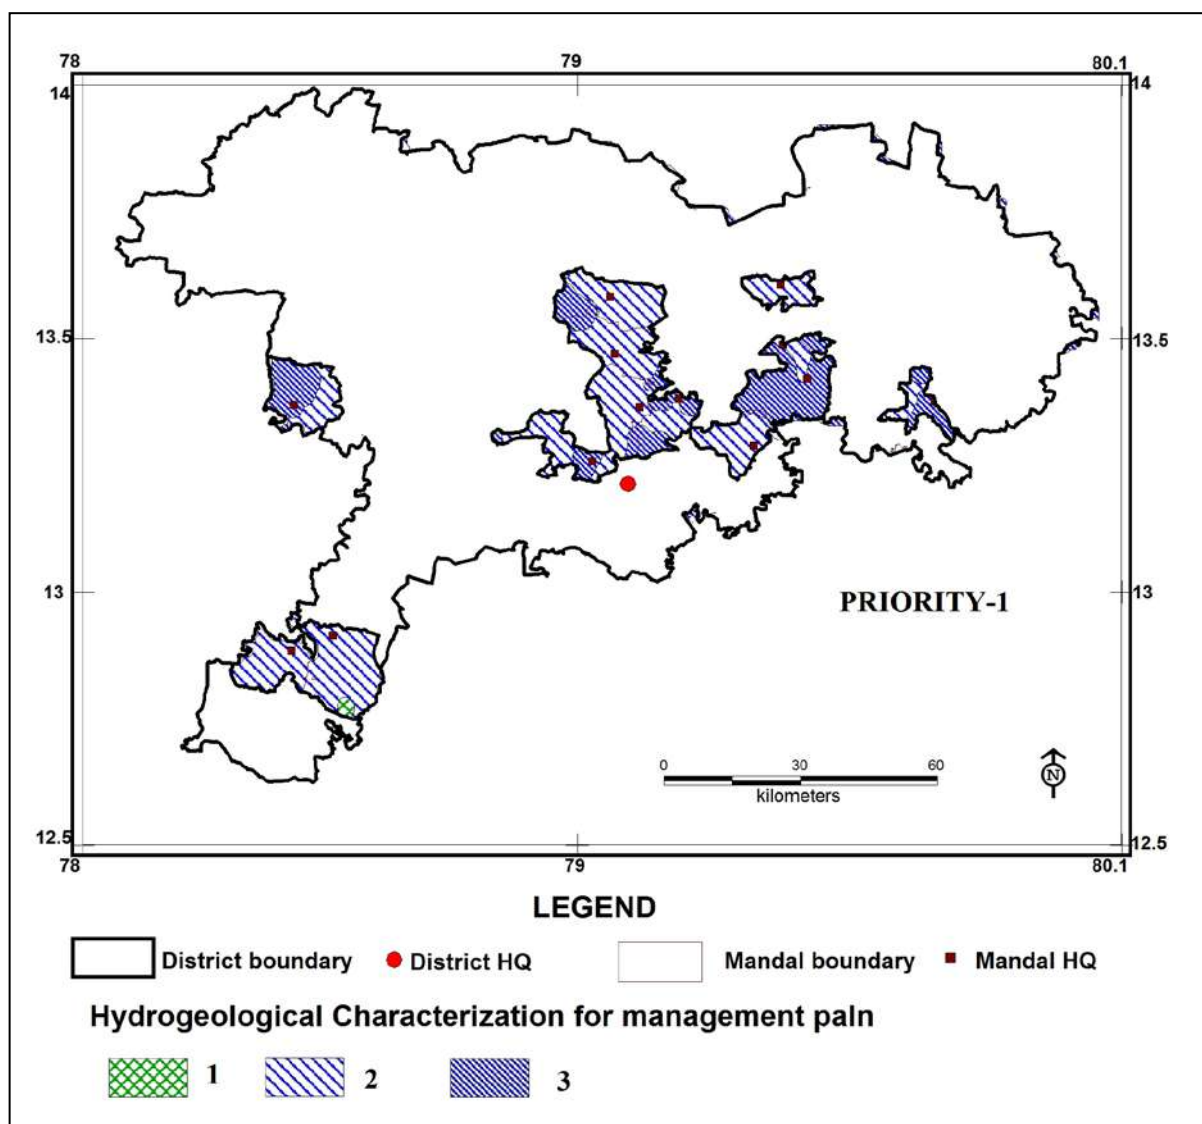 78 79 80.1
14 14
13.5 13.5
13 13
PRIORITY-1
0 30 60
kilometers
N
12.5 12.5
78 79 80.1
LEGEND
District boundary District HQ Mandal boundary Mandal HQ
Hydrogeological Characterization for management paln
1 2 3